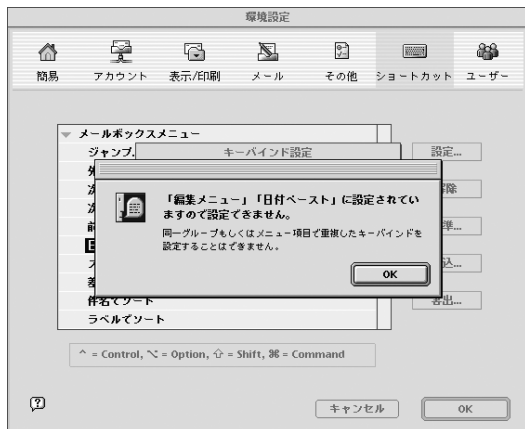 環境設定
簡易 アカウント 表示/印刷 メール その他 ショートカット ユーザー
メールボックスメニュー
ジャンプ. キーバインド設定 設定...
「編集メニュー」「日付ペースト」に設定されてい
ますので設定できません。
同一グループもしくはメニュー項目で重複したキーバインドを
設定することはできません。
OK
件名でソート
ラベルでソート
^ = Control, ⌥ = Option, ⇧ = Shift, ⌘ = Command
キャンセル OK